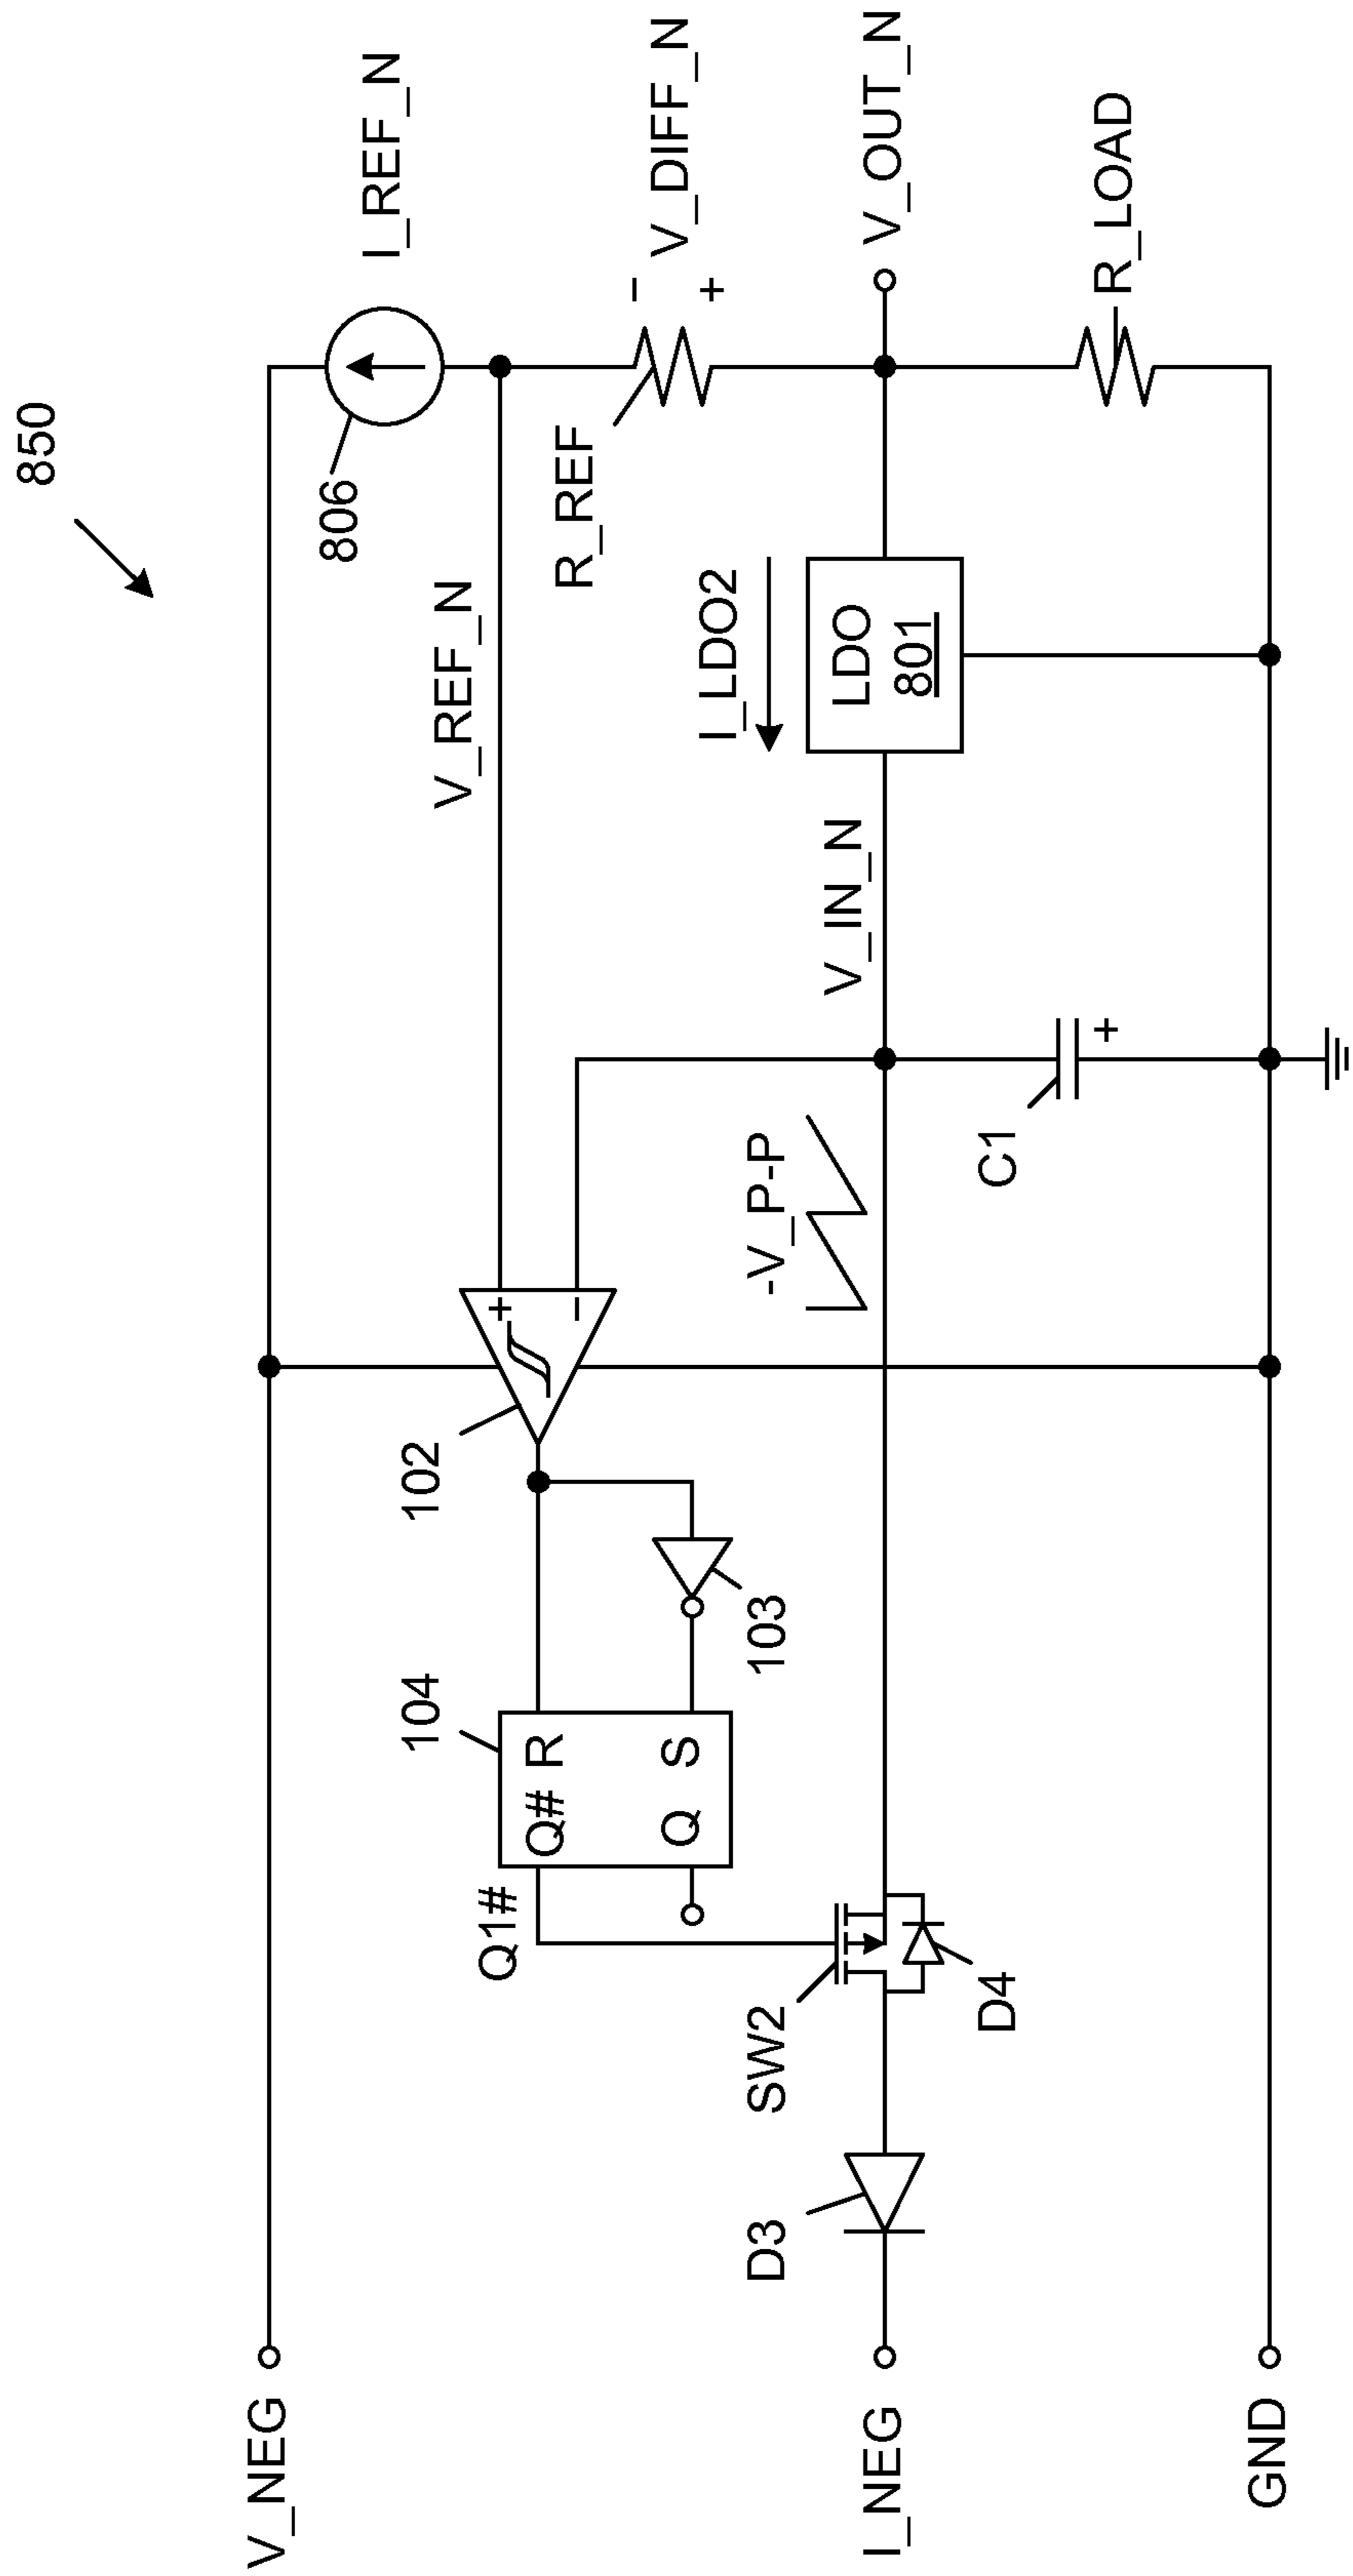 850
V_NEG
I_REF_N
806
V_REF_N
R_REF
−
V_DIFF_N
+
102
+
−
104
Q1#
Q# R
Q S
103
I_LDO2
LDO
801
V_OUT_N
V_IN_N
-V_P-P
SW2
D4
D3
I_NEG
C1
+
R_LOAD
GND